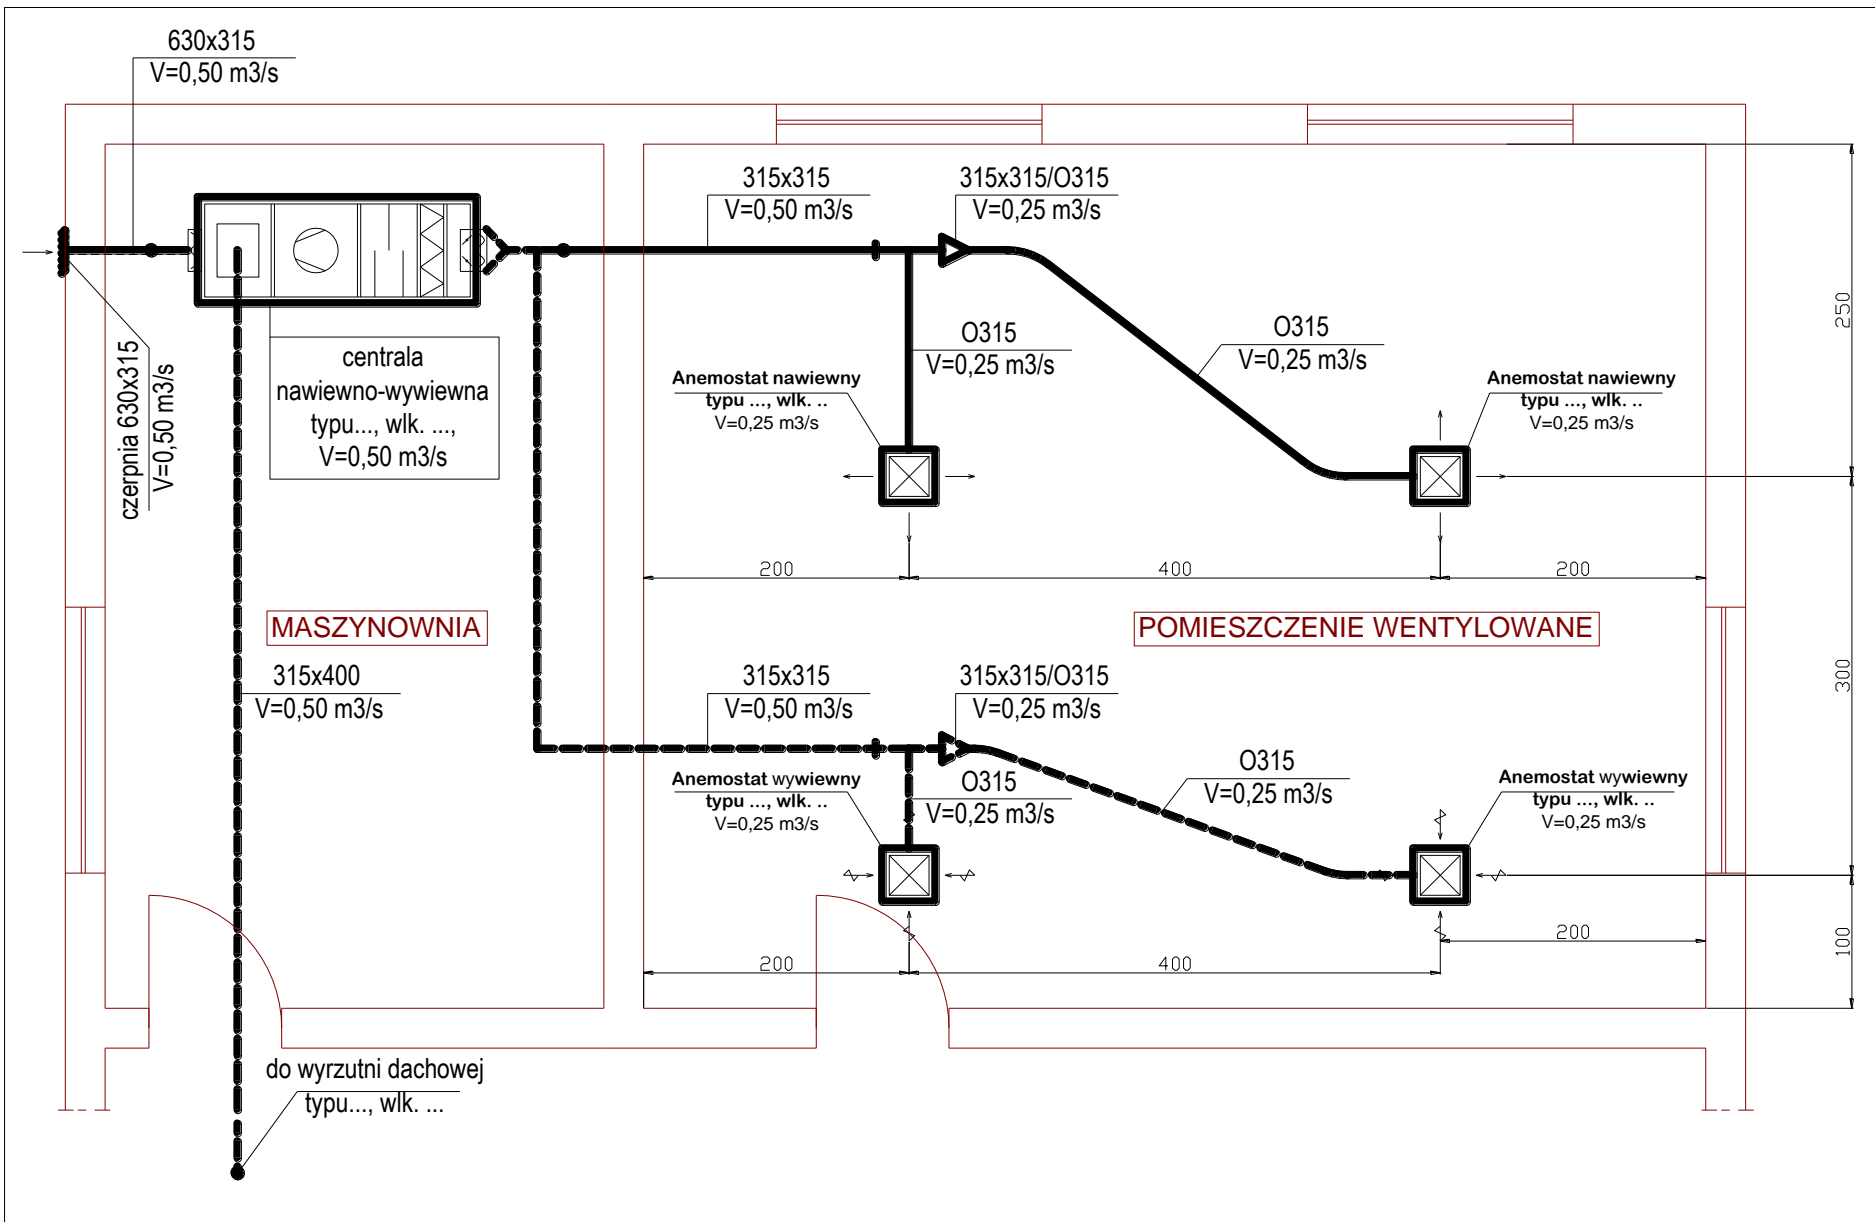 630x315
V=0,50 m3/s
315x315
V=0,50 m3/s
315x315/O315
V=0,25 m3/s
czerpnia 630x315
V=0,50 m3/s
centrala
nawiewno-wywiewna
typu..., wlk. ...,
V=0,50 m3/s
O315
V=0,25 m3/s
O315
V=0,25 m3/s
250
Anemostat nawiewny
typu ..., wlk. ..
V=0,25 m3/s
Anemostat nawiewny
typu ..., wlk. ..
V=0,25 m3/s
200
400
200
MASZYNOWNIA
POMIESZCZENIE WENTYLOWANE
315x400
V=0,50 m3/s
315x315
V=0,50 m3/s
315x315/O315
V=0,25 m3/s
300
Anemostat wywiewny
typu ..., wlk. ..
V=0,25 m3/s
O315
V=0,25 m3/s
O315
V=0,25 m3/s
Anemostat wywiewny
typu ..., wlk. ..
V=0,25 m3/s
200
400
200
100
do wyrzutni dachowej
typu..., wlk. ...